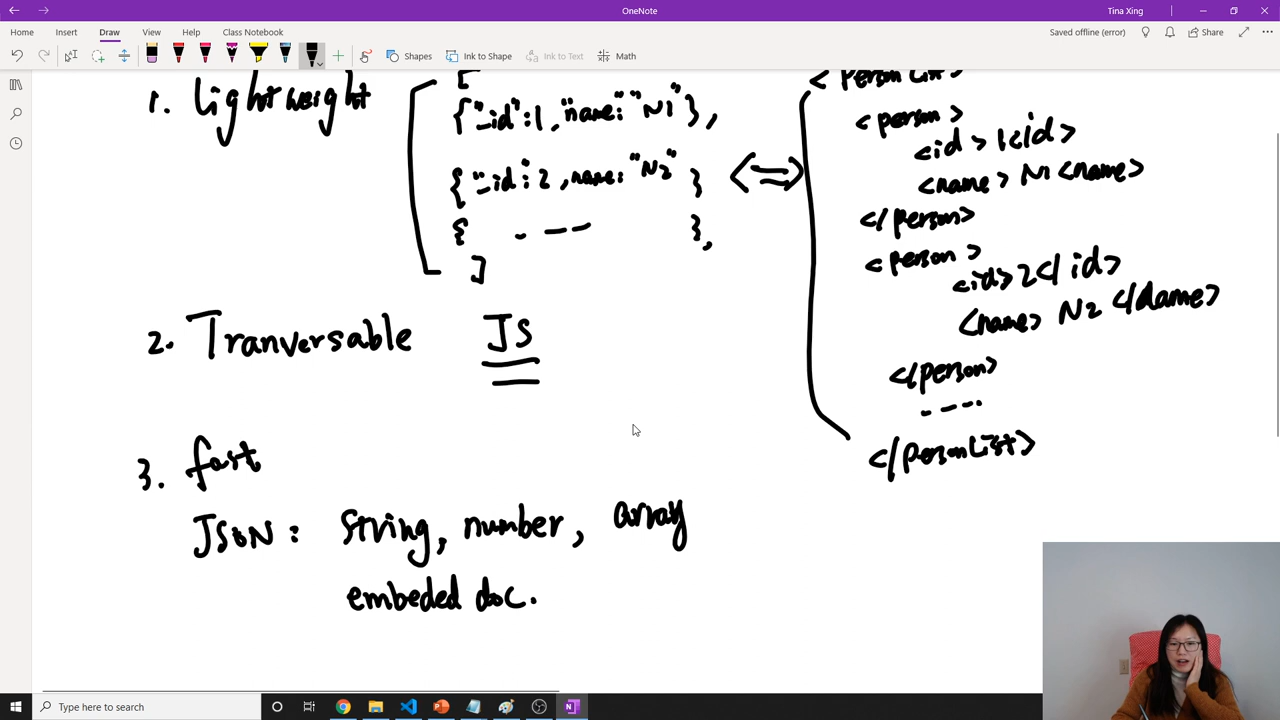 OneNote
Tina Xing
Home Insert Draw View Help Class Notebook
Saved offline (error) Share
Shapes Ink to Shape Ink to Text Math
1. lightweight
[
{"_id":1,"name:""N1"},
{"_id":2,name:"N2" }
{ . -- },
]
<person>
<id>1</id>
<name> N1<name>
</person>
<person>
<id>2</id>
<name> N2 </name>
</person>
....
</personList>
2. Tranversable JS
3. fast
JSON: string, number, array
embeded doc.
Type here to search